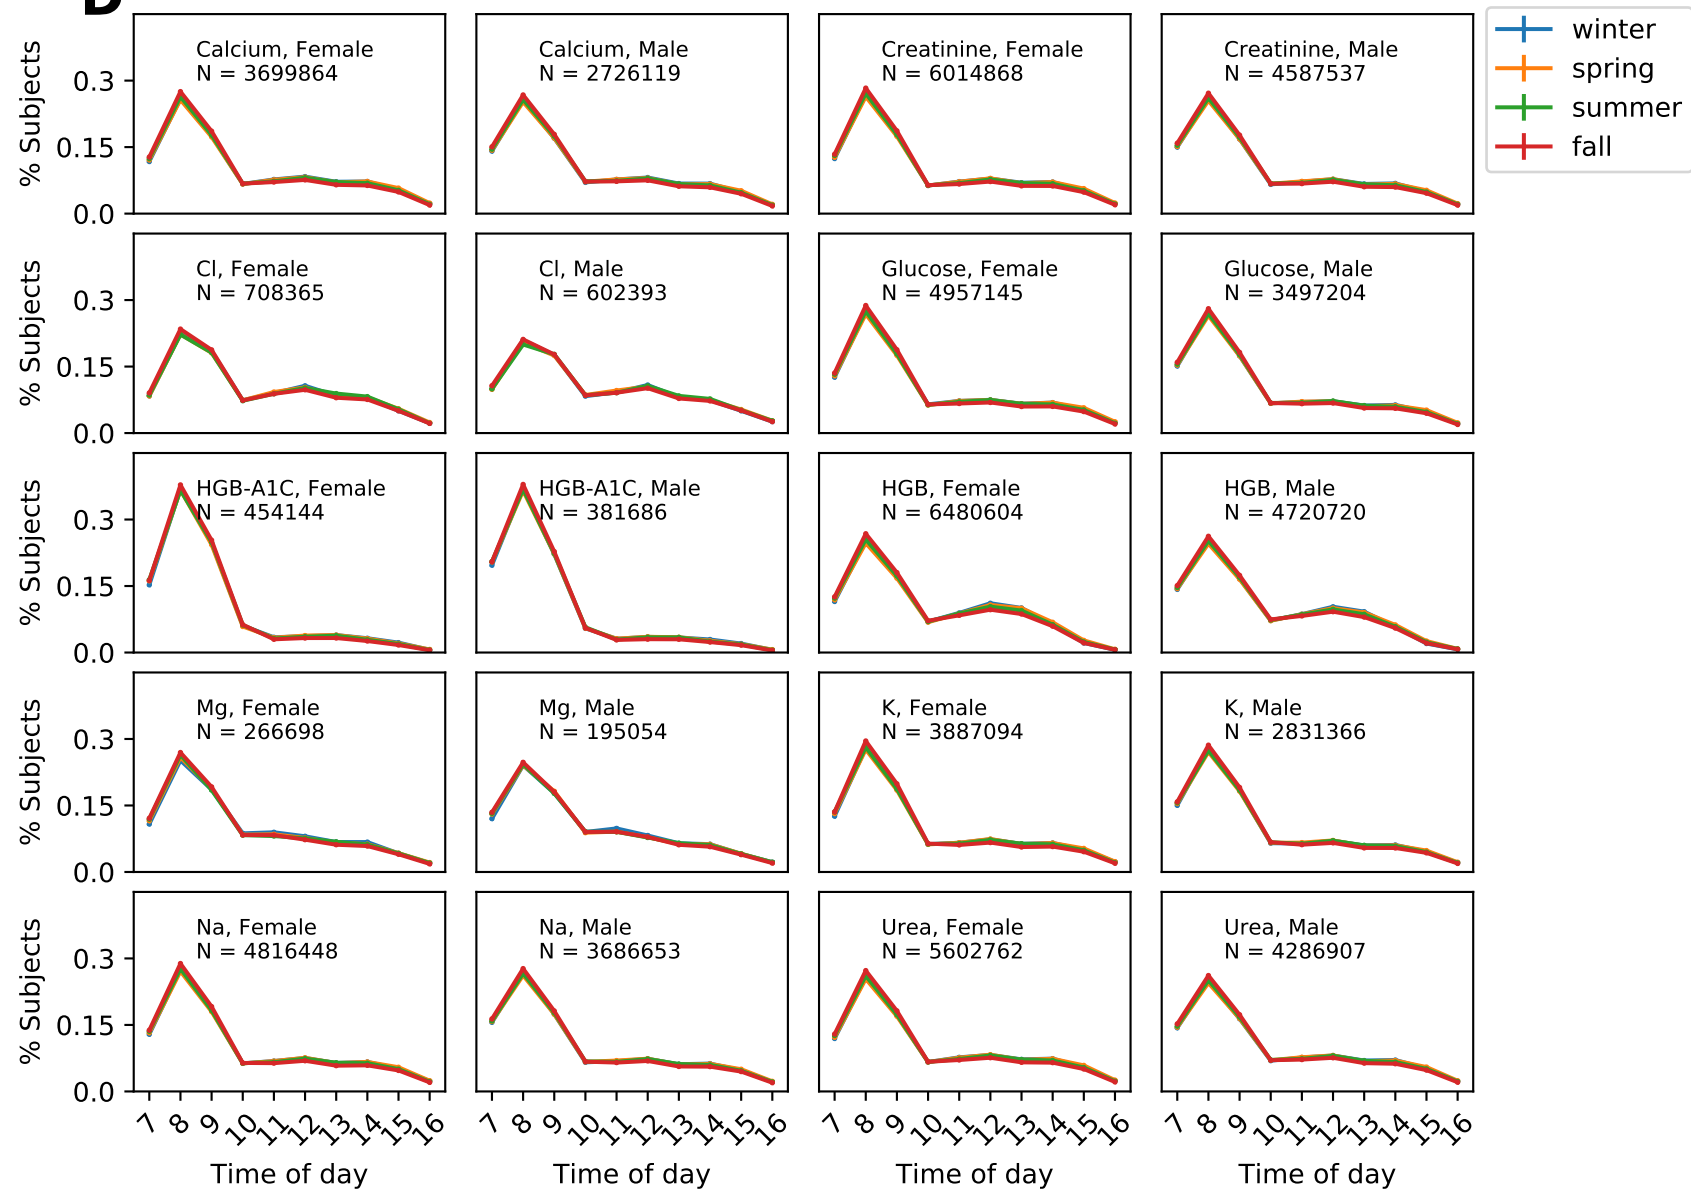 D
winter
spring
summer
fall
% Subjects
0.3
0.15
0.0
Calcium, Female
N = 3699864
Calcium, Male
N = 2726119
Creatinine, Female
N = 6014868
Creatinine, Male
N = 4587537
% Subjects
0.3
0.15
0.0
Cl, Female
N = 708365
Cl, Male
N = 602393
Glucose, Female
N = 4957145
Glucose, Male
N = 3497204
% Subjects
0.3
0.15
0.0
HGB-A1C, Female
N = 454144
HGB-A1C, Male
N = 381686
HGB, Female
N = 6480604
HGB, Male
N = 4720720
% Subjects
0.3
0.15
0.0
Mg, Female
N = 266698
Mg, Male
N = 195054
K, Female
N = 3887094
K, Male
N = 2831366
% Subjects
0.3
0.15
0.0
Na, Female
N = 4816448
Na, Male
N = 3686653
Urea, Female
N = 5602762
Urea, Male
N = 4286907
7 8 9 10 11 12 13 14 15 16
7 8 9 10 11 12 13 14 15 16
7 8 9 10 11 12 13 14 15 16
7 8 9 10 11 12 13 14 15 16
Time of day
Time of day
Time of day
Time of day